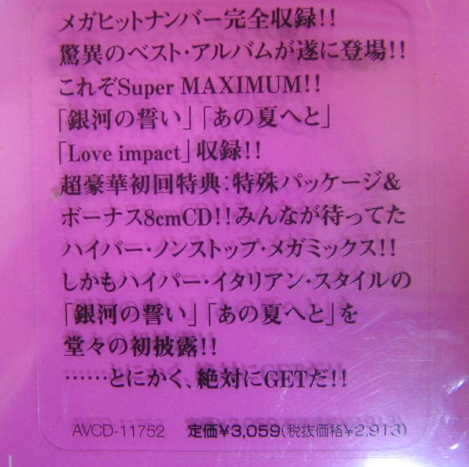 メガヒットナンバー完全収録!!
驚異のベスト・アルバムが遂に登場!!
これぞSuper MAXIMUM!!
「銀河の誓い」「あの夏へと」
「Love impact」収録!!
超豪華初回特典:特殊パッケージ&
ボーナス8cmCD!!みんなが待ってた
ハイパー・ノンストップ・メガミックス!!
しかもハイパー・イタリアン・スタイルの
「銀河の誓い」「あの夏へと」を
堂々の初披露!!
……とにかく、絶対にGETだ!!
AVCD-11752 定価¥3,059(税抜価格¥2,913)